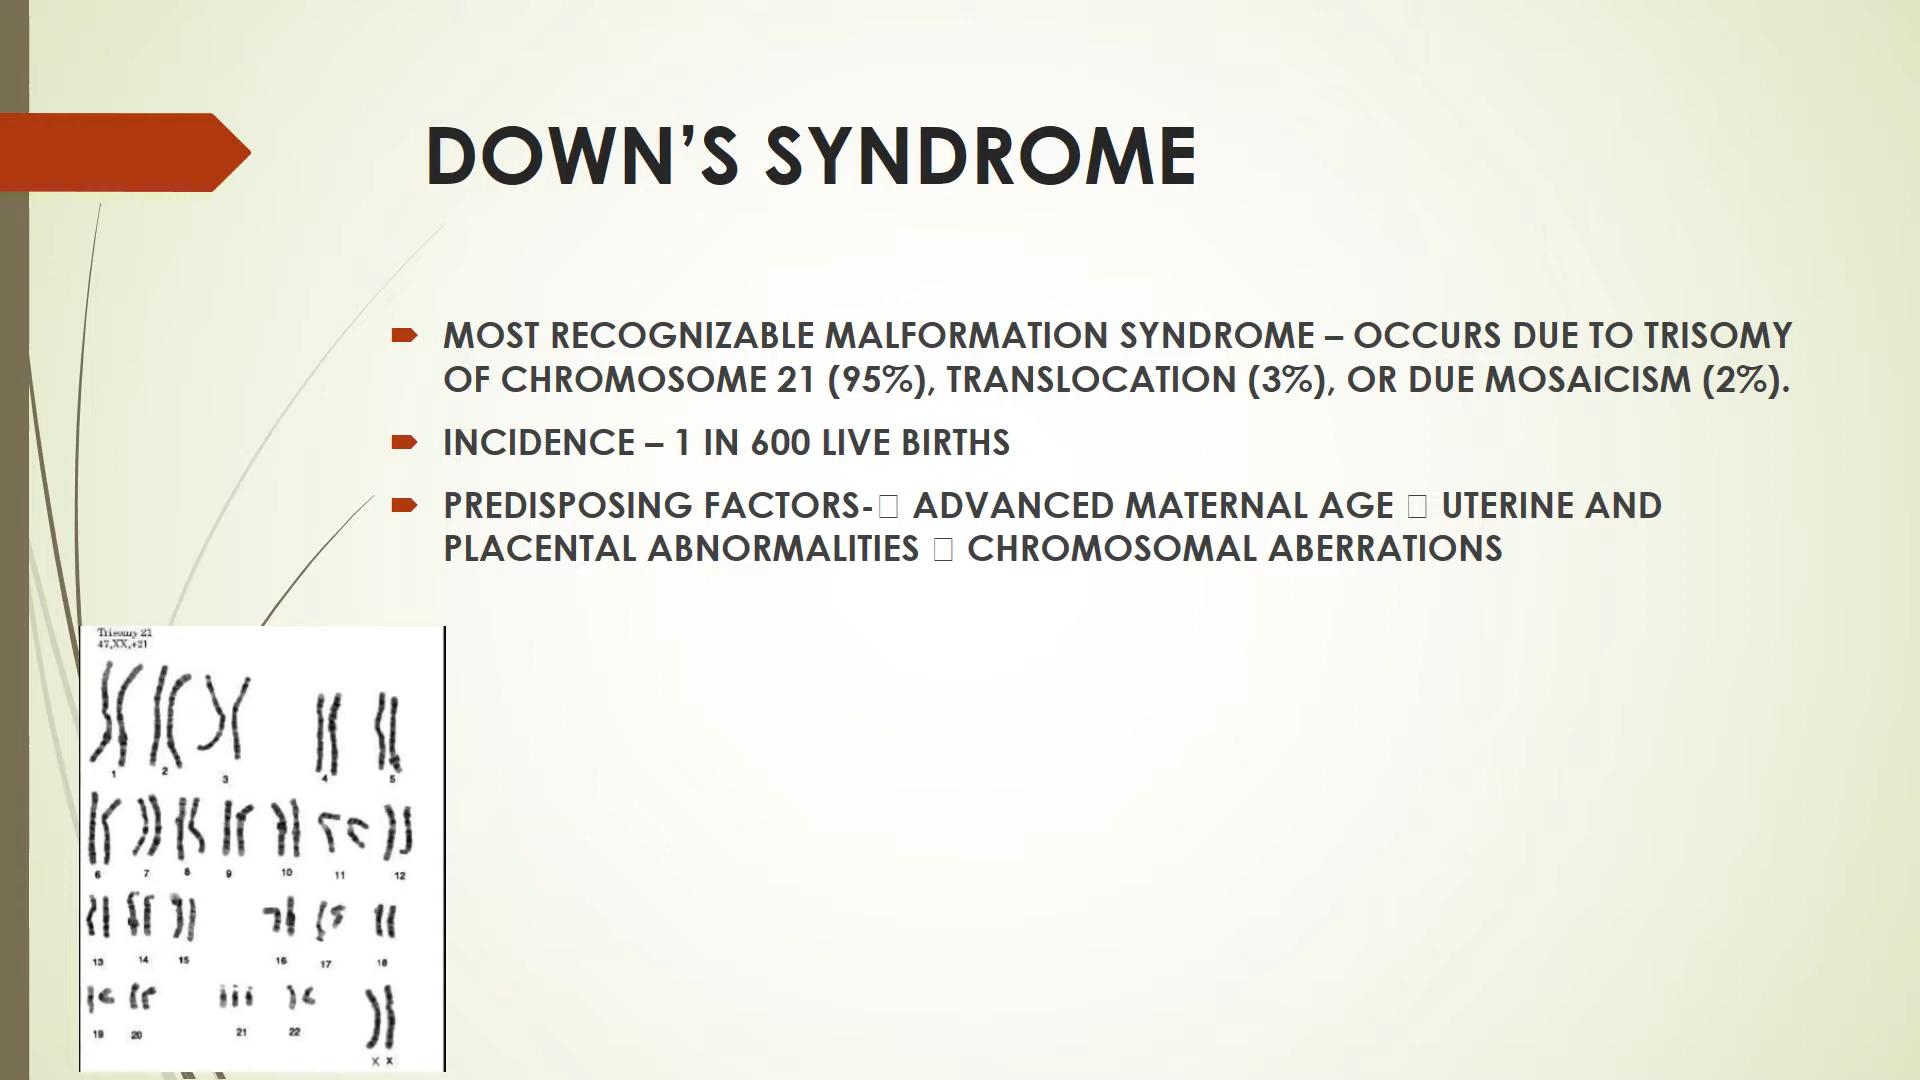 DOWN’S SYNDROME
MOST RECOGNIZABLE MALFORMATION SYNDROME – OCCURS DUE TO TRISOMY
OF CHROMOSOME 21 (95%), TRANSLOCATION (3%), OR DUE MOSAICISM (2%).
INCIDENCE – 1 IN 600 LIVE BIRTHS
PREDISPOSING FACTORS- ADVANCED MATERNAL AGE UTERINE AND
PLACENTAL ABNORMALITIES CHROMOSOMAL ABERRATIONS
Trisomy 21
47,XX,+21
1 2 3 4 5
6 7 8 9 10 11 12
13 14 15 16 17 18
19 20 21 22
X X